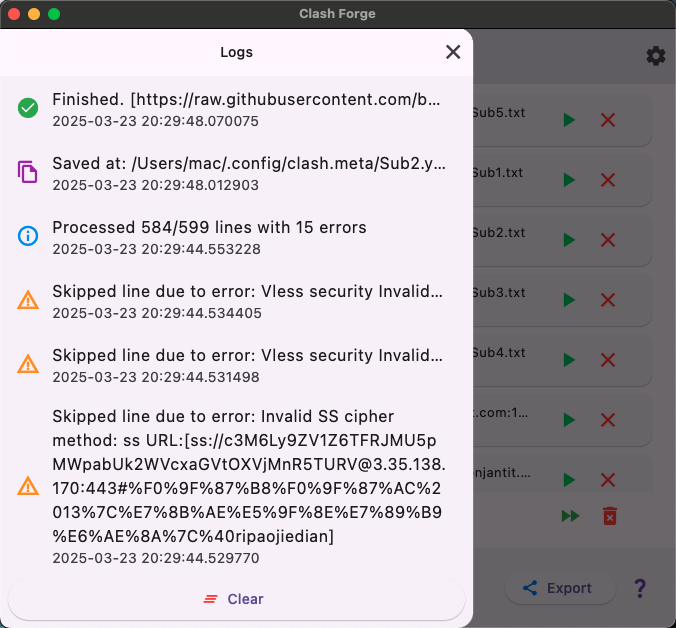 Clash Forge
Logs
Finished. [https://raw.githubusercontent.com/b...
2025-03-23 20:29:48.070075
Saved at: /Users/mac/.config/clash.meta/Sub2.y...
2025-03-23 20:29:48.012903
Processed 584/599 lines with 15 errors
2025-03-23 20:29:44.553228
Skipped line due to error: Vless security Invalid...
2025-03-23 20:29:44.534405
Skipped line due to error: Vless security Invalid...
2025-03-23 20:29:44.531498
Skipped line due to error: Invalid SS cipher
method: ss URL:[ss://c3M6Ly9ZV1Z6TFRJMU5p
MWpabUk2WVcxaGVtOXVjMnR5TURV@3.35.138.
170:443#%F0%9F%87%B8%F0%9F%87%AC%2
013%7C%E7%8B%AE%E5%9F%8E%E7%89%B9
%E6%AE%8A%7C%40ripaojiedian]
2025-03-23 20:29:44.529770
Clear
Sub5.txt
Sub1.txt
Sub2.txt
Sub3.txt
Sub4.txt
t.com:1...
onjantit....
Export
?